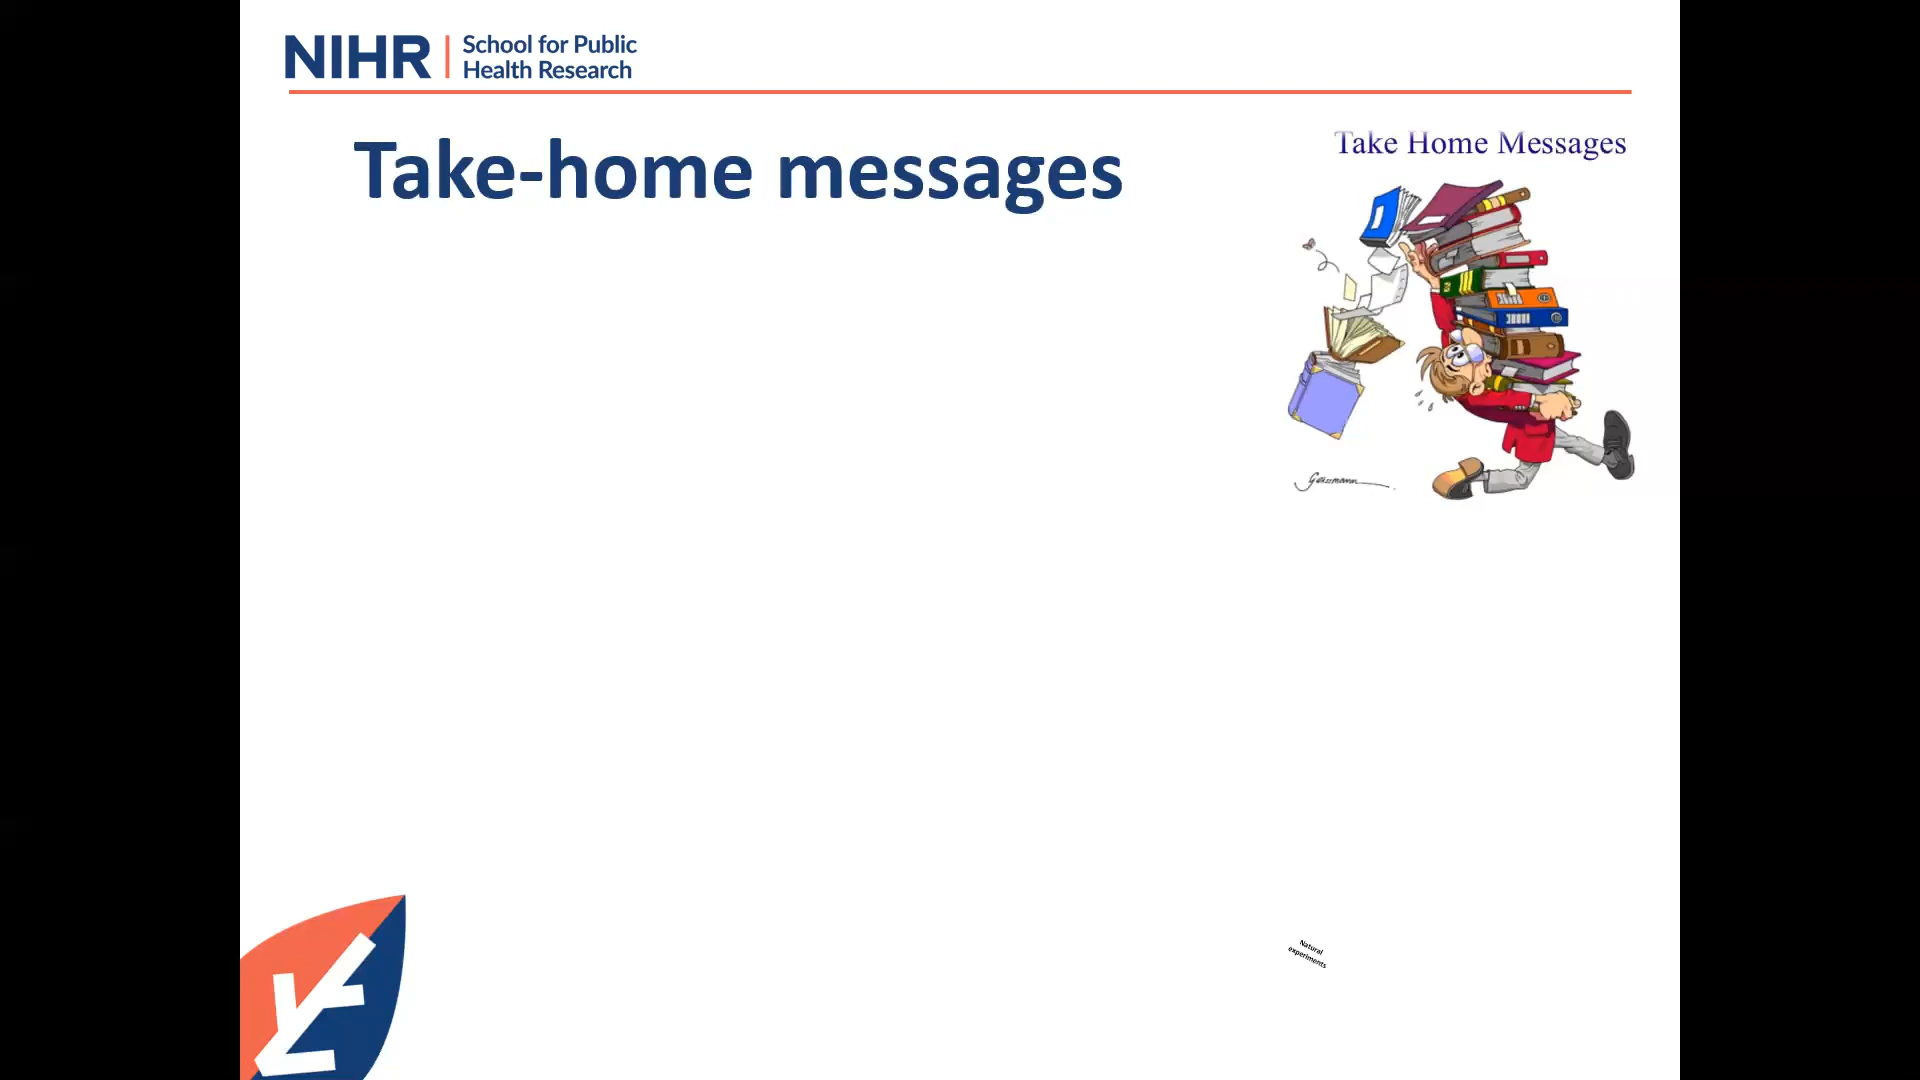 NIHR | School for Public
Health Research
Take-home messages
Take Home Messages
Natural
experiments